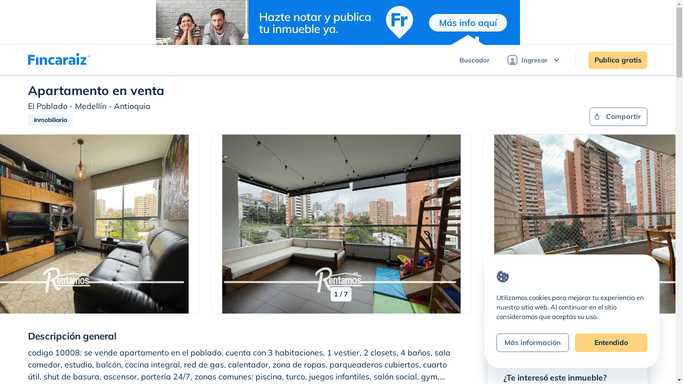 Hazte notar y publica
tu inmueble ya.
Fr
Más info aquí
Fincaraiz
Buscador
Ingresar
Publica gratis
Apartamento en venta
El Poblado - Medellín - Antioquia
Inmobiliaria
Compartir
Rentamos
1 / 7
Rentamos
Utilizamos cookies para mejorar tu experiencia en
nuestro sitio web. Al continuar en el sitio
consideramos que aceptas su uso.
Más información
Entendido
Descripción general
codigo 10008: se vende apartamento en el poblado, cuenta con 3 habitaciones, 1 vestier, 2 closets, 4 baños, sala
comedor, estudio, balcón, cocina integral, red de gas, calentador, zona de ropas, parqueaderos cubiertos, cuarto
útil, shut de basura, ascensor, portería 24/7, zonas comunes: piscina, turco, juegos infantiles, salón social, gym,...
¿Te interesó este inmueble?